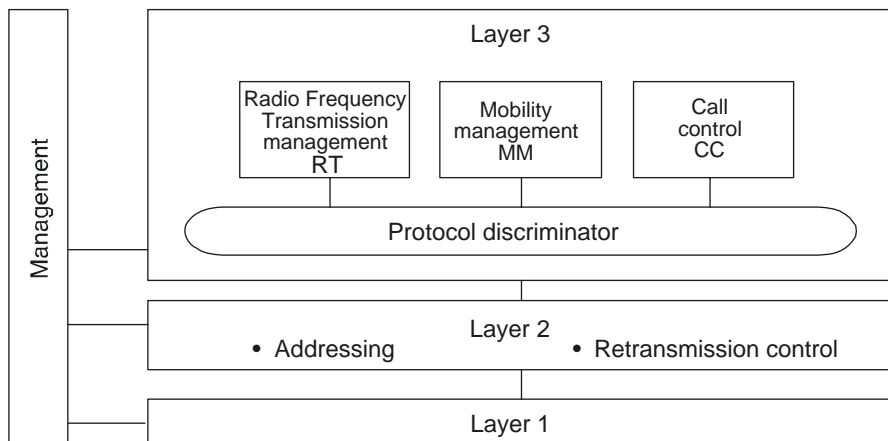 Management
Layer 3
Radio Frequency
Transmission
management
RT
Mobility
management
MM
Call
control
CC
Protocol discriminator
Layer 2
• Addressing
• Retransmission control
Layer 1